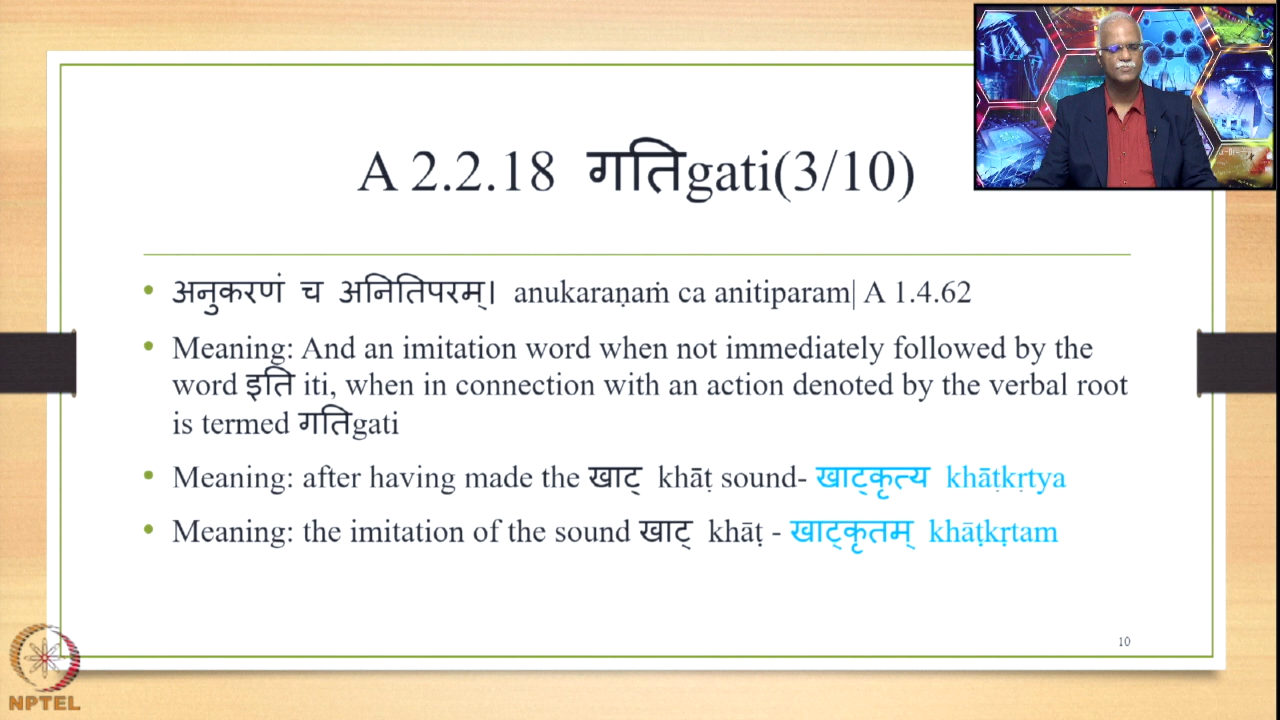 A 2.2.18 गतिgati(3/10)
• अनुकरणं च अनितिपरम्। anukaraṇaṁ ca anitiparam| A 1.4.62
• Meaning: And an imitation word when not immediately followed by the
word इति iti, when in connection with an action denoted by the verbal root
is termed गतिgati
• Meaning: after having made the खाट् khāṭ sound- खाट्कृत्य khāṭkṛtya
• Meaning: the imitation of the sound खाट् khāṭ - खाट्कृतम् khāṭkṛtam
10
NPTEL